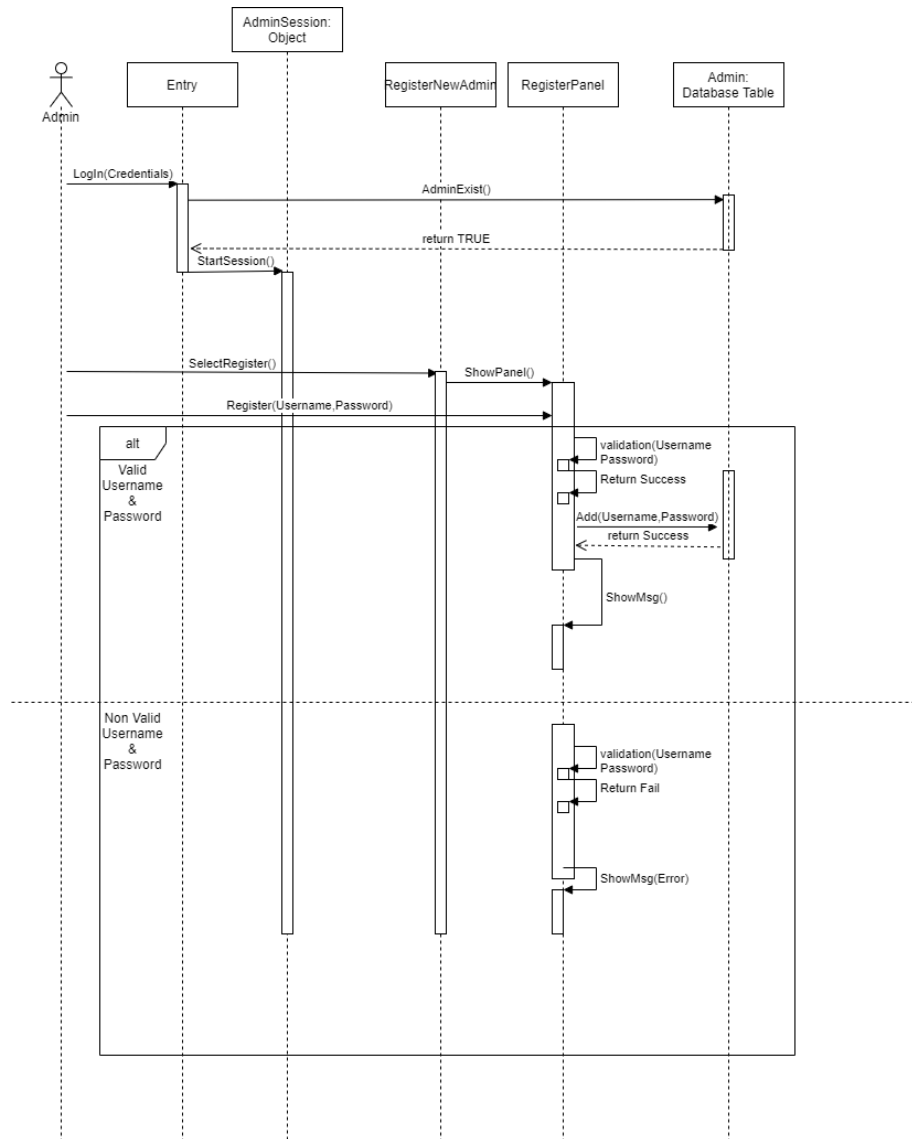 AdminSession:
Object
Entry
RegisterNewAdmin
RegisterPanel
Admin:
Database Table
Admin
LogIn(Credentials)
AdminExist()
return TRUE
StartSession()
SelectRegister()
ShowPanel()
Register(Username,Password)
alt
Valid
Username
&
Password
validation(Username
Password)
Return Success
Add(Username,Password)
return Success
ShowMsg()
Non Valid
Username
&
Password
validation(Username
Password)
Return Fail
ShowMsg(Error)